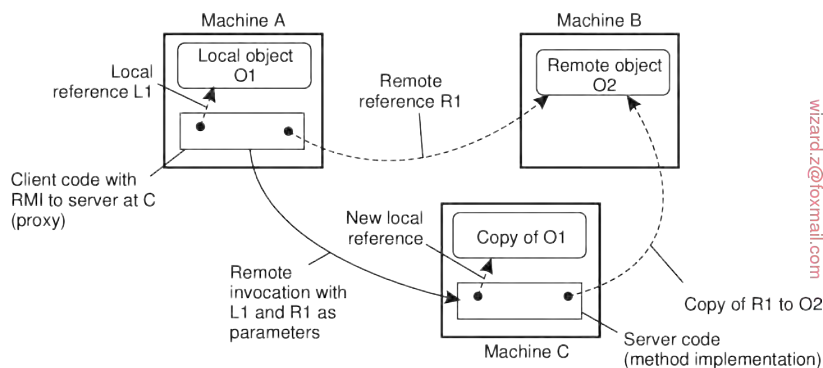 Machine A
Machine B
Local object
O1
Remote object
O2
Local
reference L1
Remote
reference R1
Client code with
RMI to server at C
(proxy)
New local
reference
Copy of O1
Remote
invocation with
L1 and R1 as
parameters
Copy of R1 to O2
Server code
(method implementation)
Machine C
wizard.z@foxmail.com